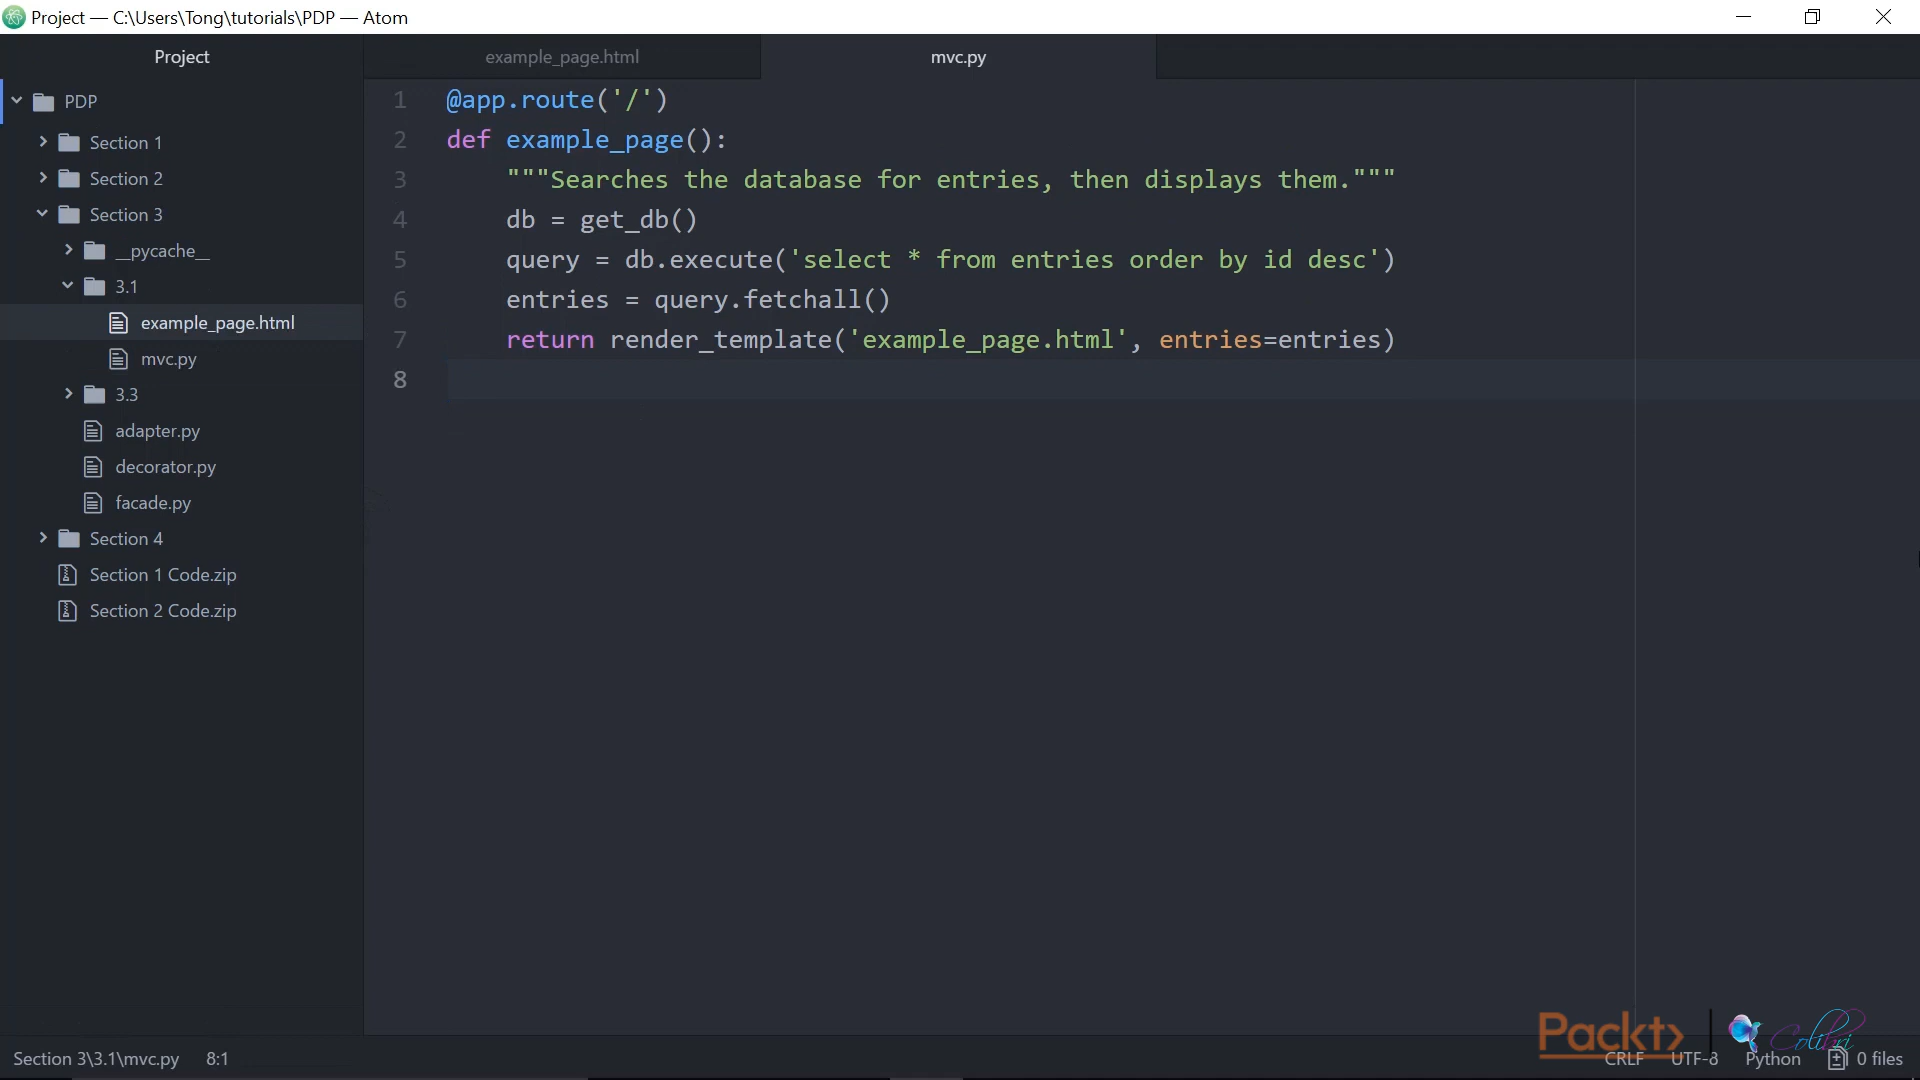 Project — C:\Users\Tong\tutorials\PDP — Atom
Project
example_page.html
mvc.py
PDP
Section 1
Section 2
Section 3
__pycache__
3.1
example_page.html
mvc.py
3.3
adapter.py
decorator.py
facade.py
Section 4
Section 1 Code.zip
Section 2 Code.zip
1 @app.route('/')
2 def example_page():
3     """Searches the database for entries, then displays them."""
4     db = get_db()
5     query = db.execute('select * from entries order by id desc')
6     entries = query.fetchall()
7     return render_template('example_page.html', entries=entries)
8
Packt>
Colibri
Section 3\3.1\mvc.py 8:1
CRLF UTF-8 Python 0 files